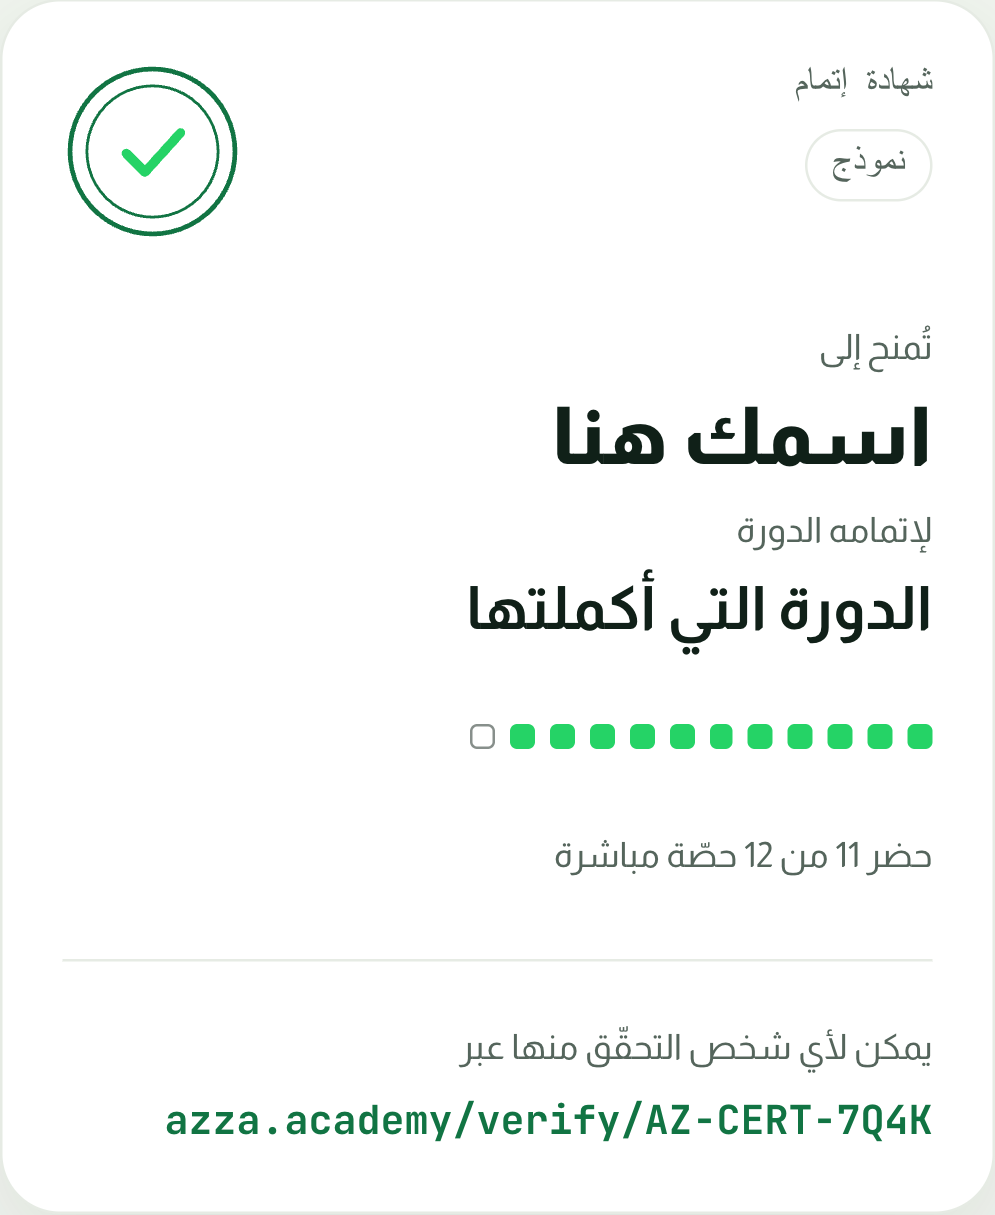 شهادة إتمام
نموذج
تُمنح إلى
اسمك هنا
لإتمامه الدورة
الدورة التي أكملتها
حضر 11 من 12 حصّة مباشرة
يمكن لأي شخص التحقّق منها عبر
azza.academy/verify/AZ-CERT-7Q4K